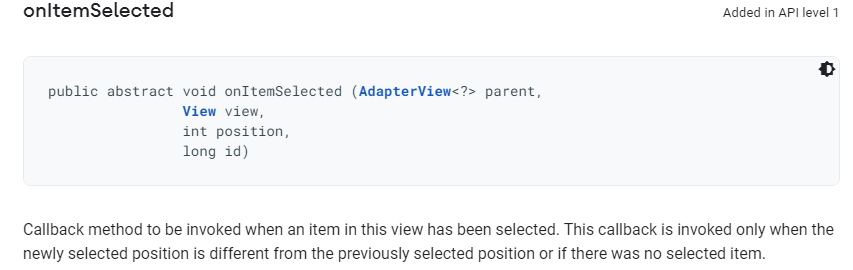 onItemSelected
Added in API level 1
public abstract void onItemSelected (AdapterView<?> parent,
View view,
int position,
long id)
Callback method to be invoked when an item in this view has been selected. This callback is invoked only when the
newly selected position is different from the previously selected position or if there was no selected item.